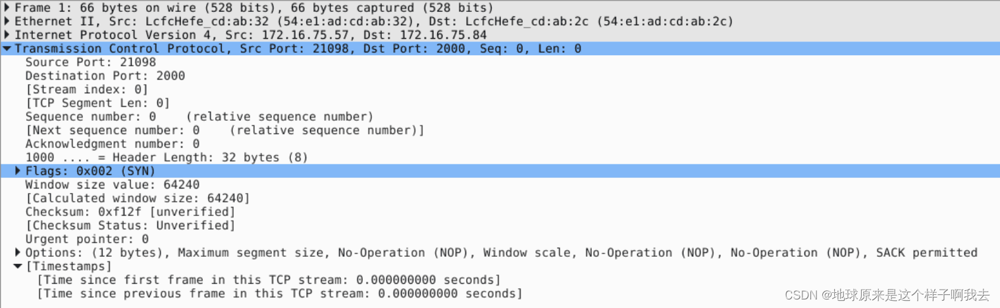 Frame 1: 66 bytes on wire (528 bits), 66 bytes captured (528 bits)
Ethernet II, Src: LcfcHefe_cd:ab:32 (54:e1:ad:cd:ab:32), Dst: LcfcHefe_cd:ab:2c (54:e1:ad:cd:ab:2c)
Internet Protocol Version 4, Src: 172.16.75.57, Dst: 172.16.75.84
Transmission Control Protocol, Src Port: 21098, Dst Port: 2000, Seq: 0, Len: 0
Source Port: 21098
Destination Port: 2000
[Stream index: 0]
[TCP Segment Len: 0]
Sequence number: 0    (relative sequence number)
[Next sequence number: 0    (relative sequence number)]
Acknowledgment number: 0
1000 .... = Header Length: 32 bytes (8)
Flags: 0x002 (SYN)
Window size value: 64240
[Calculated window size: 64240]
Checksum: 0xf12f [unverified]
[Checksum Status: Unverified]
Urgent pointer: 0
Options: (12 bytes), Maximum segment size, No-Operation (NOP), Window scale, No-Operation (NOP), No-Operation (NOP), SACK permitted
[Timestamps]
[Time since first frame in this TCP stream: 0.000000000 seconds]
[Time since previous frame in this TCP stream: 0.000000000 seconds]
CSDN @地球原来是这个样子啊我去